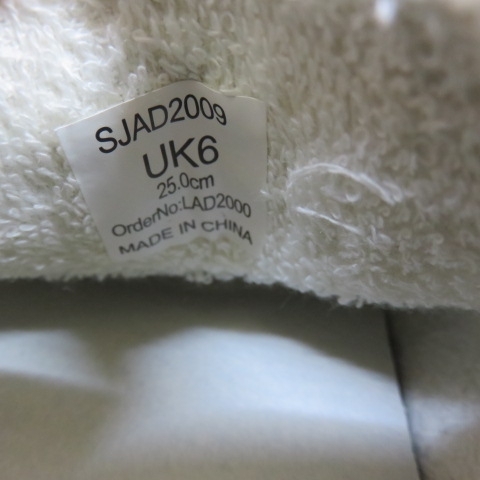 SJAD2009
UK6
25.0cm
OrderNo:LAD2000
MADE IN CHINA